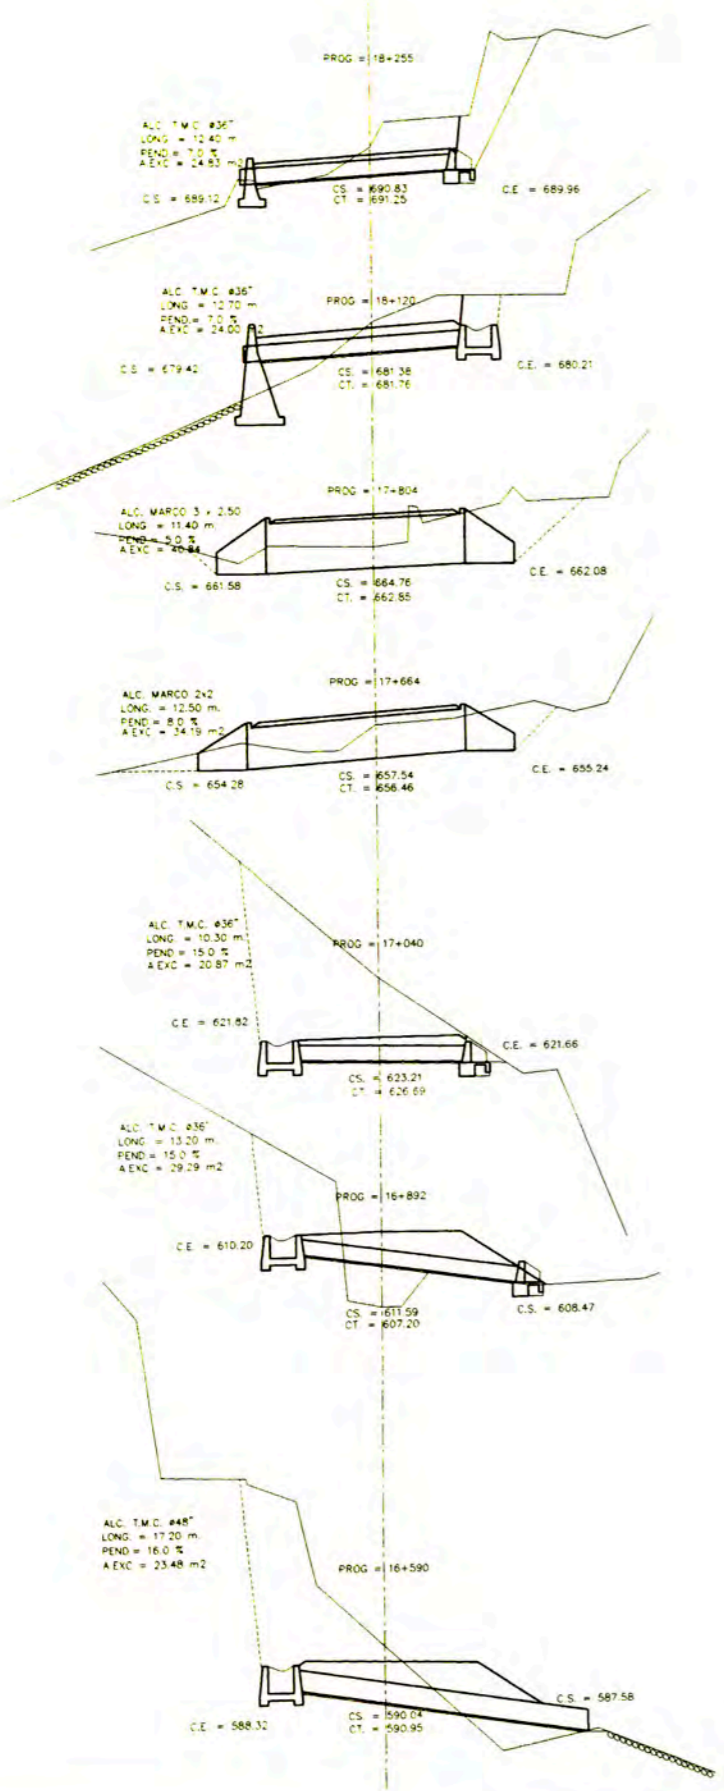 PROG = 18+255
ALC. T.M.C. ø36"
LONG = 12.40 m
PEND = 7.0 %
A.EXC = 24.83 m2
C.S. = 689.12
CS. = 690.83
CT. = 691.25
C.E. = 689.96
ALC. T.M.C. ø36"
LONG = 12.70 m
PEND.= 7.0 %
A.EXC = 24.00 m2
PROG = 18+120
C.S. = 679.42
CS. = 681.38
CT. = 681.76
C.E. = 680.21
PROG = 17+804
ALC. MARCO 3 x 2.50
LONG = 11.40 m.
PEND = 5.0 %
A.EXC = 40.84
C.S. = 661.58
CS. = 664.76
CT. = 662.85
C.E. = 662.08
PROG = 17+664
ALC. MARCO 2x2
LONG. = 12.50 m.
PEND = 8.0 %
A.EXC = 34.19 m2
C.S. = 654.28
CS. = 657.54
CT. = 656.46
C.E. = 655.24
ALC. T.M.C. ø36"
LONG. = 10.30 m.
PEND = 15.0 %
A.EXC = 20.87 m2
PROG = 17+040
C.E. = 621.82
C.E. = 621.66
CS. = 623.21
CT. = 626.69
ALC. T.M.C. ø36"
LONG. = 13.20 m.
PEND = 15.0 %
A.EXC = 29.29 m2
PROG = 16+892
C.E. = 610.20
CS. = 611.59
CT. = 607.20
C.S. = 608.47
ALC. T.M.C. ø48"
LONG. = 17.20 m.
PEND = 16.0 %
A.EXC = 23.48 m2
PROG = 16+590
C.S. = 587.58
C.E. = 588.32
CS. = 590.04
CT. = 590.95